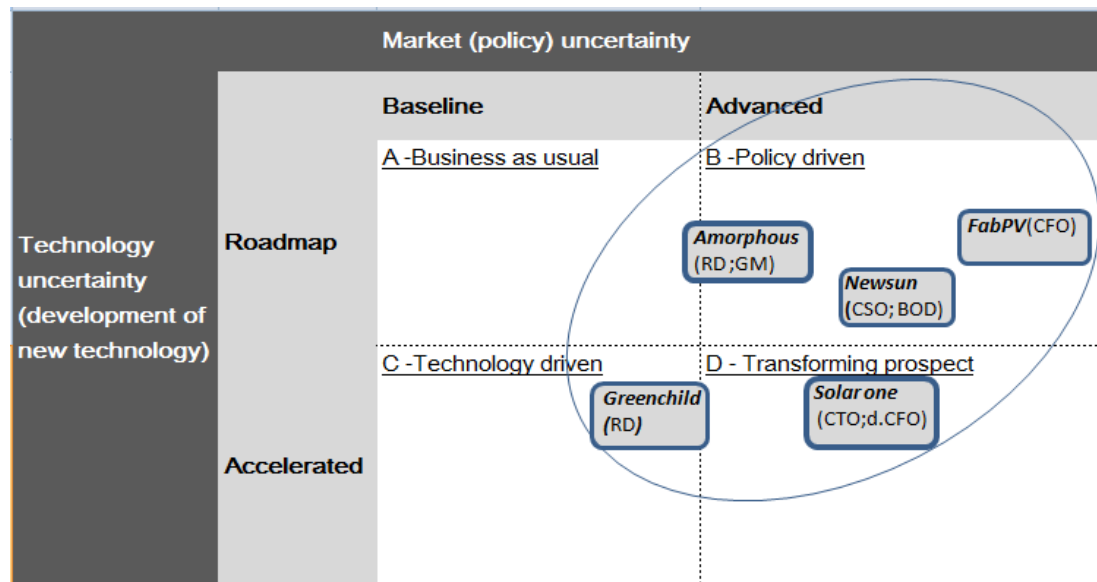 Market (policy) uncertainty
Baseline
Advanced
A -Business as usual
B -Policy driven
Technology
uncertainty
(development of
new technology)
Roadmap
Amorphous
(RD;GM)
FabPV(CFO)
Newsun
(CSO; BOD)
C -Technology driven
D - Transforming prospect
Greenchild
(RD)
Solar one
(CTO;d.CFO)
Accelerated